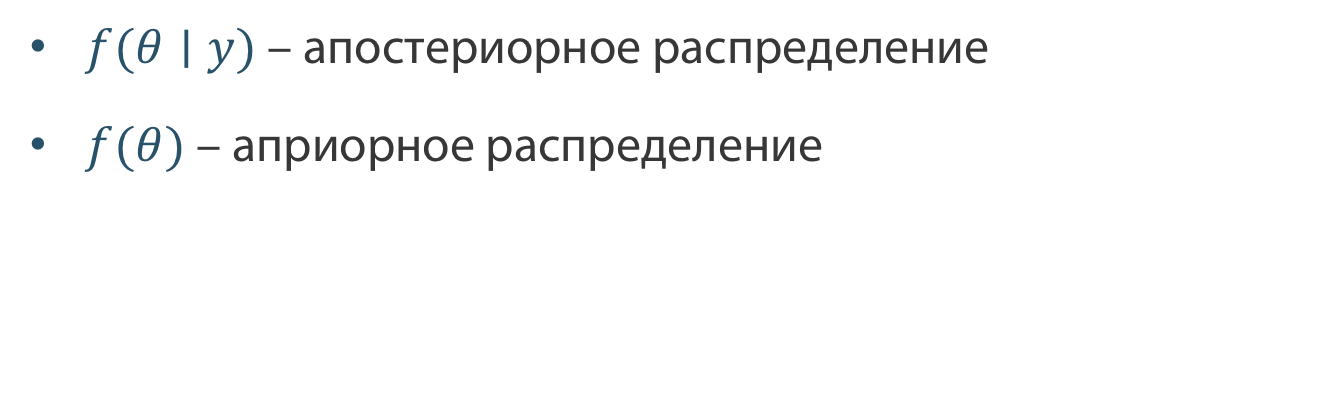 • f(θ | y) – апостериорное распределение
• f(θ) – априорное распределение